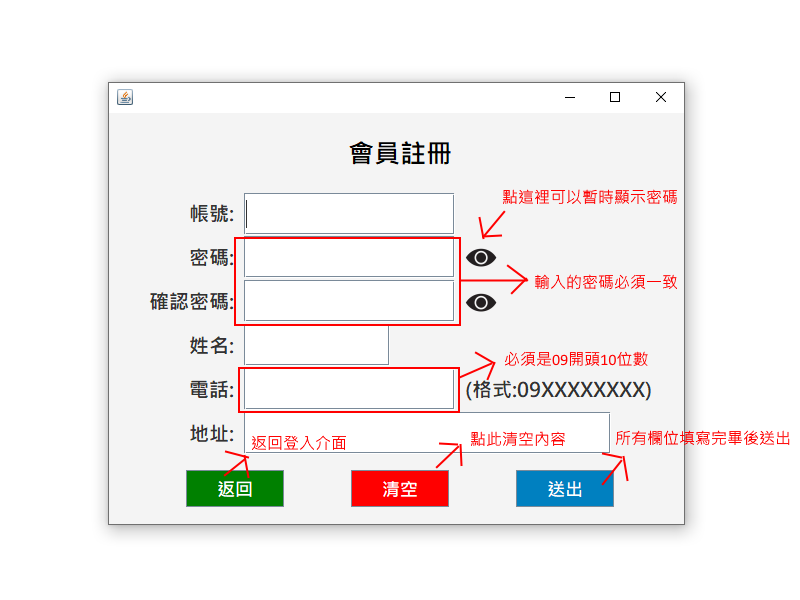 會員註冊
點這裡可以暫時顯示密碼
帳號:
密碼:
輸入的密碼必須一致
確認密碼:
姓名:
必須是09開頭10位數
電話:
(格式:09XXXXXXXX)
地址:
返回登入介面
點此清空內容
所有欄位填寫完畢後送出
返回
清空
送出